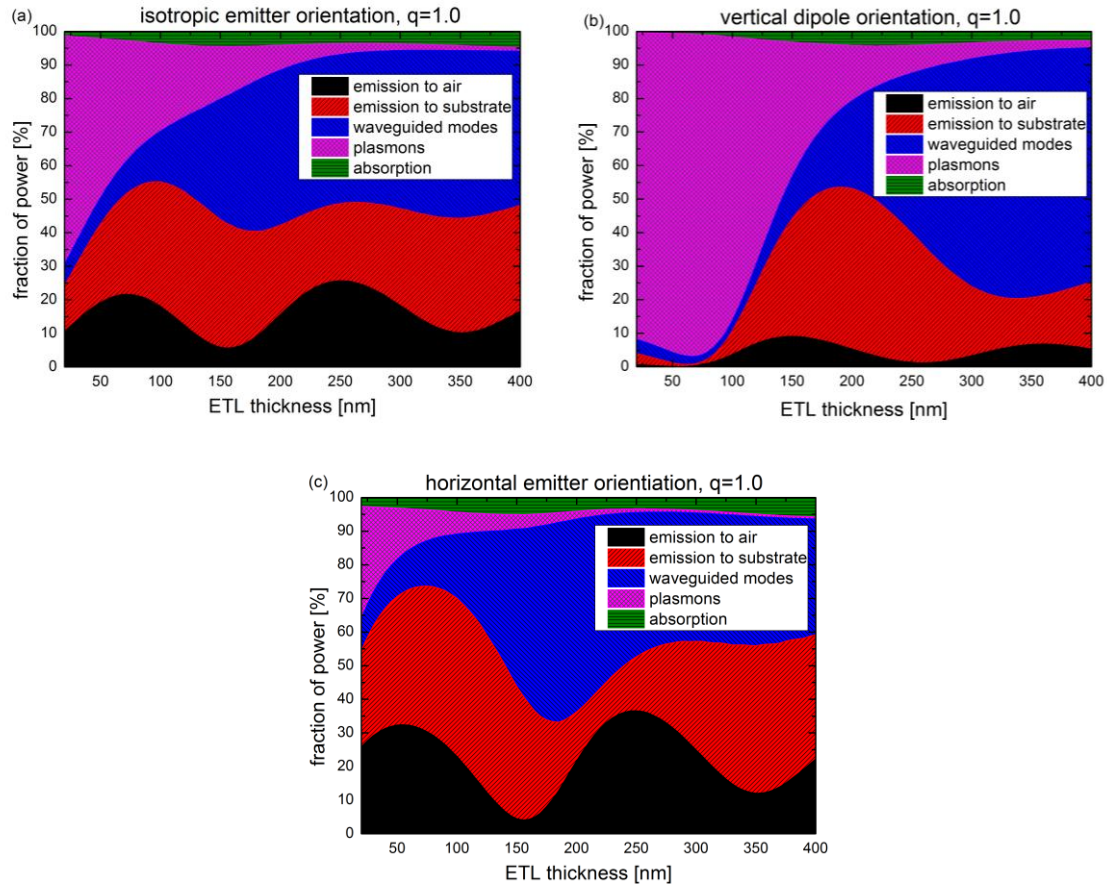 (a)
isotropic emitter orientation, q=1.0
100
90
80
70
60
50
40
30
20
10
0
fraction of power [%]
emission to air
emission to substrate
waveguided modes
plasmons
absorption
50 100 150 200 250 300 350 400
ETL thickness [nm]
(b)
vertical dipole orientation, q=1.0
100
90
80
70
60
50
40
30
20
10
0
fraction of power [%]
emission to air
emission to substrate
waveguided modes
plasmons
absorption
50 100 150 200 250 300 350 400
ETL thickness [nm]
(c)
horizontal emitter orientiation, q=1.0
100
90
80
70
60
50
40
30
20
10
0
fraction of power [%]
emission to air
emission to substrate
waveguided modes
plasmons
absorption
50 100 150 200 250 300 350 400
ETL thickness [nm]